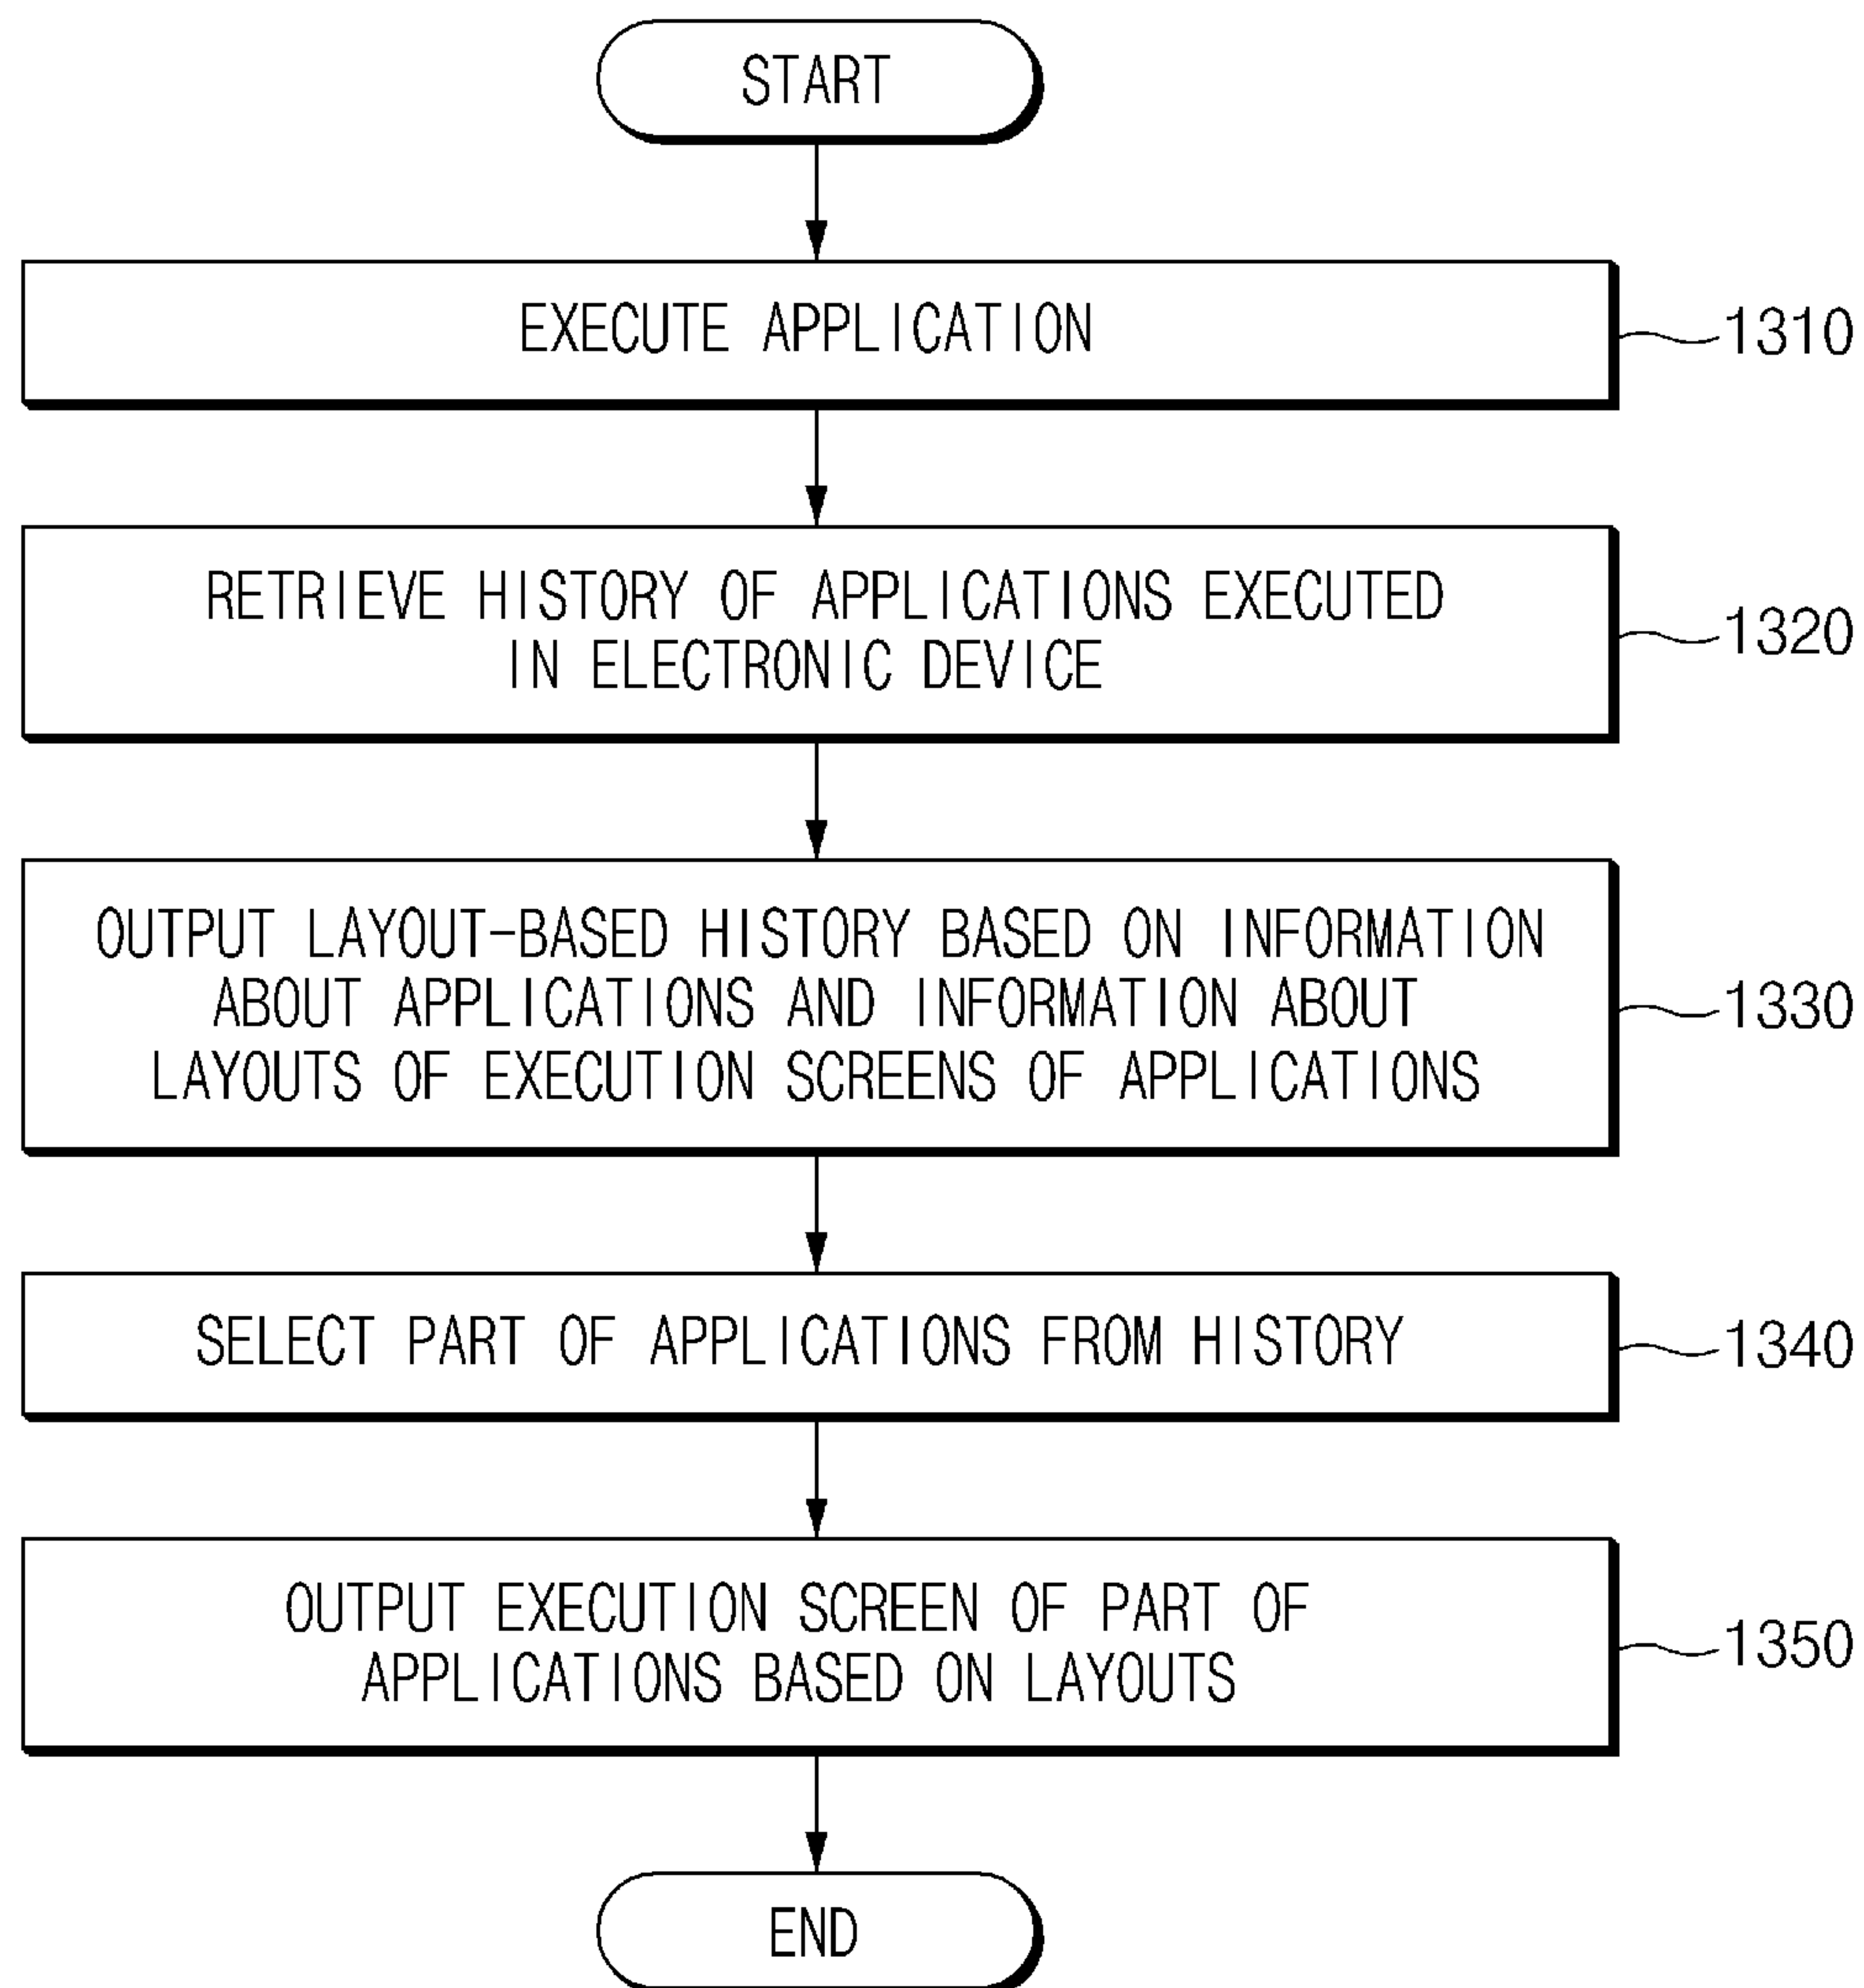 START
EXECUTE APPLICATION
1310
RETRIEVE HISTORY OF APPLICATIONS EXECUTED
IN ELECTRONIC DEVICE
1320
OUTPUT LAYOUT-BASED HISTORY BASED ON INFORMATION
ABOUT APPLICATIONS AND INFORMATION ABOUT
LAYOUTS OF EXECUTION SCREENS OF APPLICATIONS
1330
SELECT PART OF APPLICATIONS FROM HISTORY
1340
OUTPUT EXECUTION SCREEN OF PART OF
APPLICATIONS BASED ON LAYOUTS
1350
END